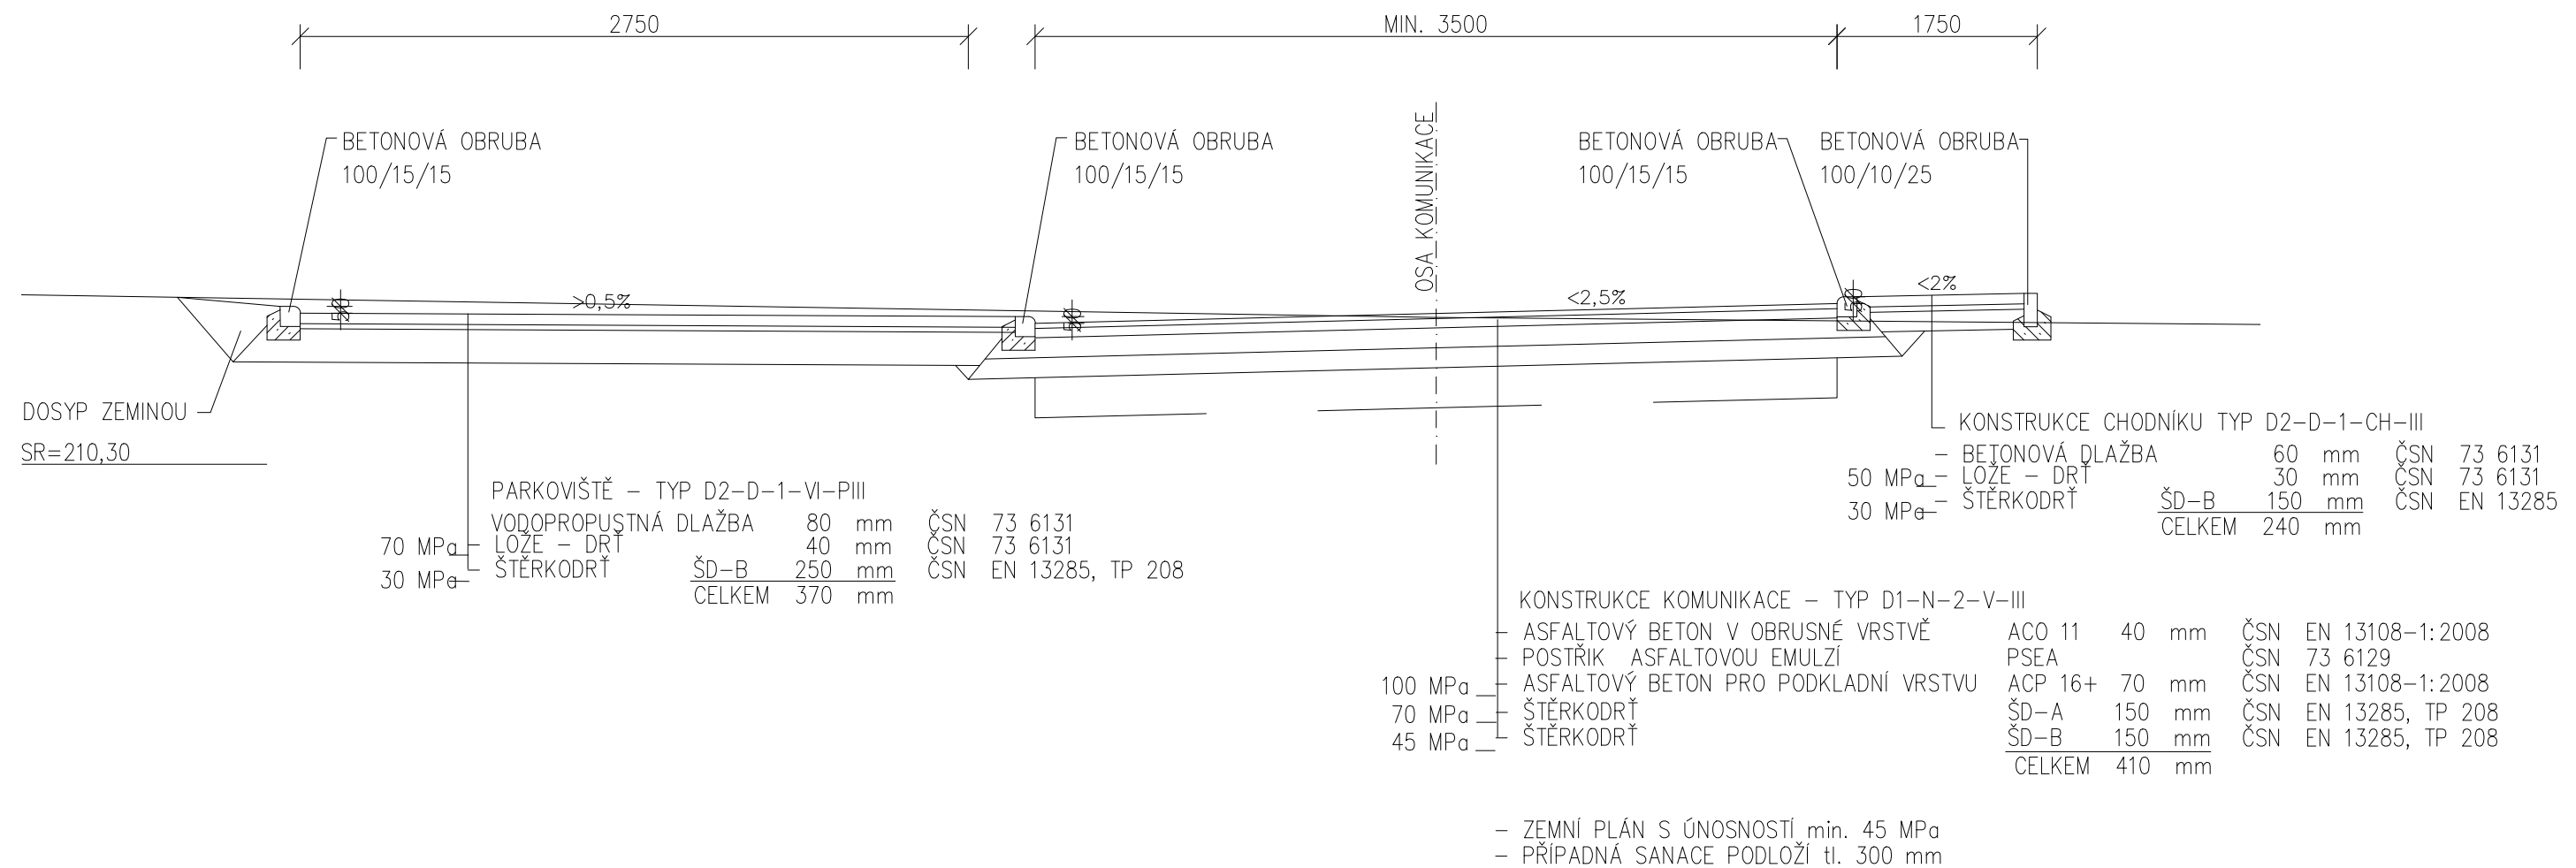 2750
MIN. 3500
1750
BETONOVÁ OBRUBA
100/15/15
BETONOVÁ OBRUBA
100/15/15
OSA KOMUNIKACE
BETONOVÁ OBRUBA
100/15/15
BETONOVÁ OBRUBA
100/10/25
>0,5%
<2,5%
<2%
DOSYP ZEMINOU
SR=210,30
PARKOVIŠTĚ – TYP D2–D–1–VI–PIII
VODOPROPUSTNÁ DLAŽBA 80 mm ČSN 73 6131
70 MPa – LOŽE – DRŤ 40 mm ČSN 73 6131
30 MPa – ŠTĚRKODRŤ ŠD–B 250 mm ČSN EN 13285, TP 208
CELKEM 370 mm
KONSTRUKCE CHODNÍKU TYP D2–D–1–CH–III
– BETONOVÁ DLAŽBA 60 mm ČSN 73 6131
50 MPa – LOŽE – DRŤ 30 mm ČSN 73 6131
30 MPa – ŠTĚRKODRŤ ŠD–B 150 mm ČSN EN 13285
CELKEM 240 mm
KONSTRUKCE KOMUNIKACE – TYP D1–N–2–V–III
– ASFALTOVÝ BETON V OBRUSNÉ VRSTVĚ ACO 11 40 mm ČSN EN 13108–1:2008
– POSTŘIK ASFALTOVOU EMULZÍ PSEA ČSN 73 6129
100 MPa – ASFALTOVÝ BETON PRO PODKLADNÍ VRSTVU ACP 16+ 70 mm ČSN EN 13108–1:2008
70 MPa – ŠTĚRKODRŤ ŠD–A 150 mm ČSN EN 13285, TP 208
45 MPa – ŠTĚRKODRŤ ŠD–B 150 mm ČSN EN 13285, TP 208
CELKEM 410 mm
– ZEMNÍ PLÁN S ÚNOSNOSTÍ min. 45 MPa
– PŘÍPADNÁ SANACE PODLOŽÍ tl. 300 mm